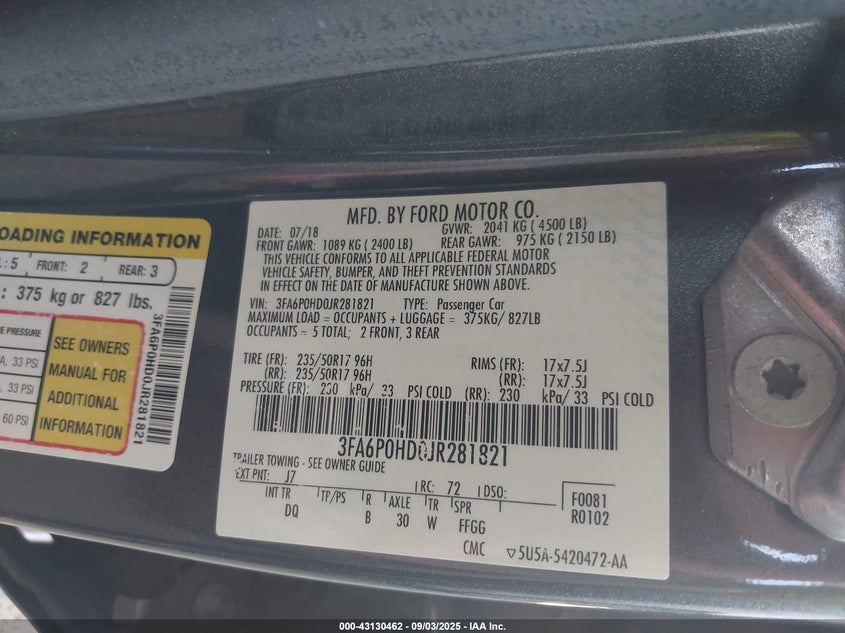 OADING INFORMATION
: 5 FRONT: 2 REAR: 3
: 375 kg or 827 lbs.
E PRESSURE
A, 33 PSI
, 33 PSI
60 PSI
SEE OWNERS
MANUAL FOR
ADDITIONAL
INFORMATION
3FA6P0HD0JR281821
MFD. BY FORD MOTOR CO.
DATE: 07/18 GVWR: 2041 KG ( 4500 LB)
FRONT GAWR: 1089 KG ( 2400 LB) REAR GAWR: 975 KG ( 2150 LB)
THIS VEHICLE CONFORMS TO ALL APPLICABLE FEDERAL MOTOR
VEHICLE SAFETY, BUMPER, AND THEFT PREVENTION STANDARDS
IN EFFECT ON THE DATE OF MANUFACTURE SHOWN ABOVE.
VIN: 3FA6P0HD0JR281821 TYPE: Passenger Car
MAXIMUM LOAD = OCCUPANTS + LUGGAGE = 375KG/ 827LB
OCCUPANTS = 5 TOTAL; 2 FRONT, 3 REAR
TIRE (FR): 235/50R17 96H RIMS (FR): 17x7.5J
(RR): 235/50R17 96H (RR): 17x7.5J
PRESSURE (FR): 230 kPa/ 33 PSI COLD (RR): 230 kPa/ 33 PSI COLD
3FA6P0HD0JR281821
TRAILER TOWING - SEE OWNER GUIDE
EXT PNT: J7 RC: 72 DSO: F0081
INT TR TP/PS R AXLE TR SPR R0102
DQ B 30 W FFGG
CMC ▽5U5A-5420472-AA
000-43130462 - 09/03/2025 - IAA Inc.